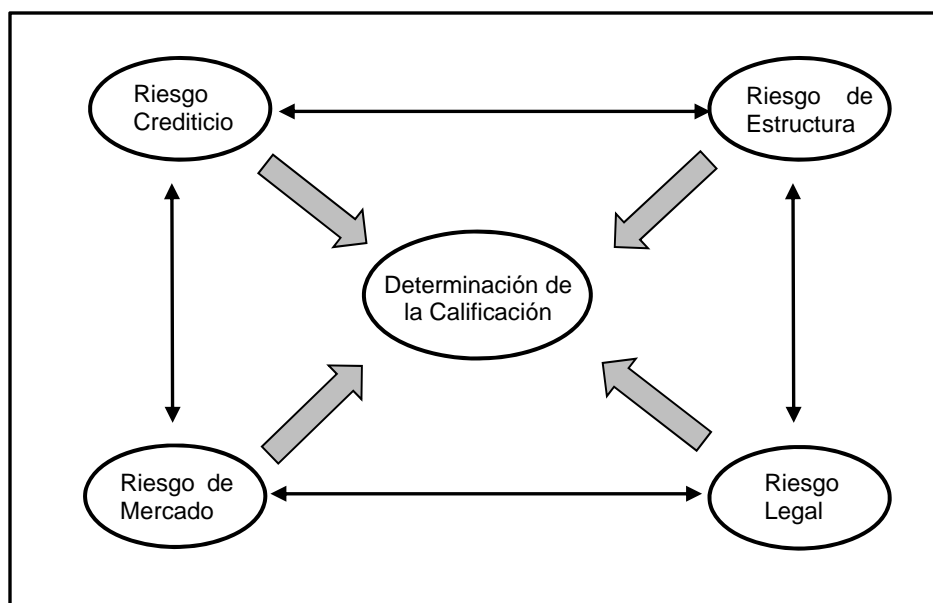 Riesgo
Crediticio
Riesgo de
Estructura
Determinación de
la Calificación
Riesgo de
Mercado
Riesgo
Legal